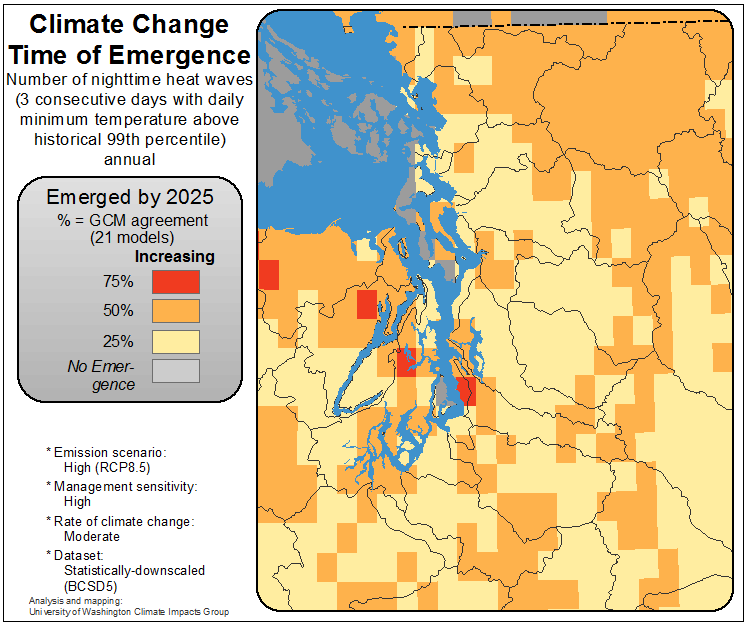 Climate Change
Time of Emergence
Number of nighttime heat waves
(3 consecutive days with daily
minimum temperature above
historical 99th percentile)
annual
Emerged by 2025
% = GCM agreement
(21 models)
Increasing
75%
50%
25%
No Emer-
gence
* Emission scenario:
High (RCP8.5)
* Management sensitivity:
High
* Rate of climate change:
Moderate
* Dataset:
Statistically-downscaled
(BCSD5)
Analysis and mapping:
University of Washington Climate Impacts Group